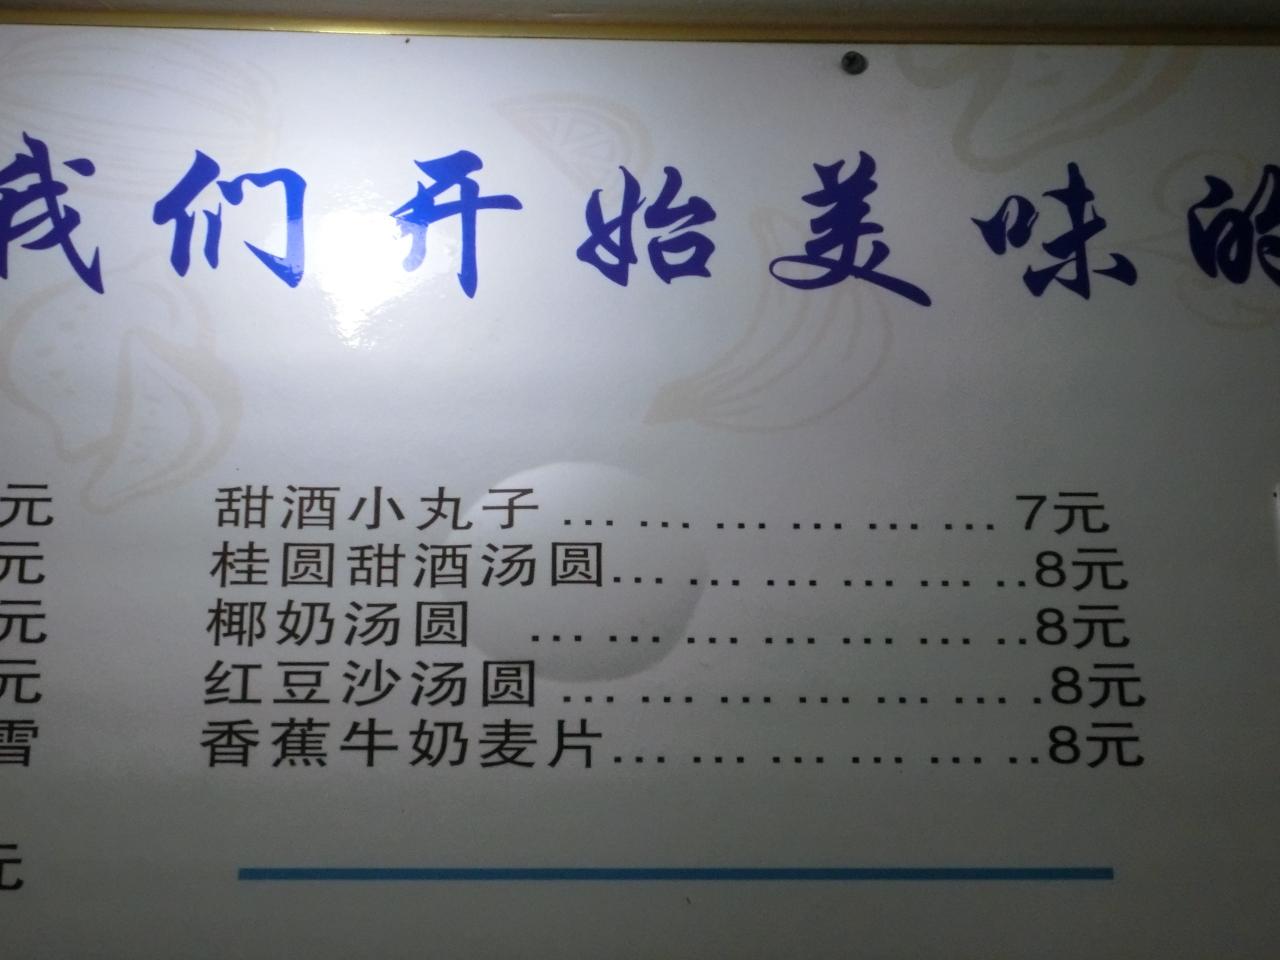 我们开始美味的
元
甜酒小丸子 ... ... ... ... ... ... 7元
元
桂圆甜酒汤圆... ... ... ... ... ..8元
元
椰奶汤圆 ... ... ... ... ... ... ..8元
元
红豆沙汤圆 ... ... ... ... ... ... .8元
雪
香蕉牛奶麦片... ... ... ... ... ..8元
元